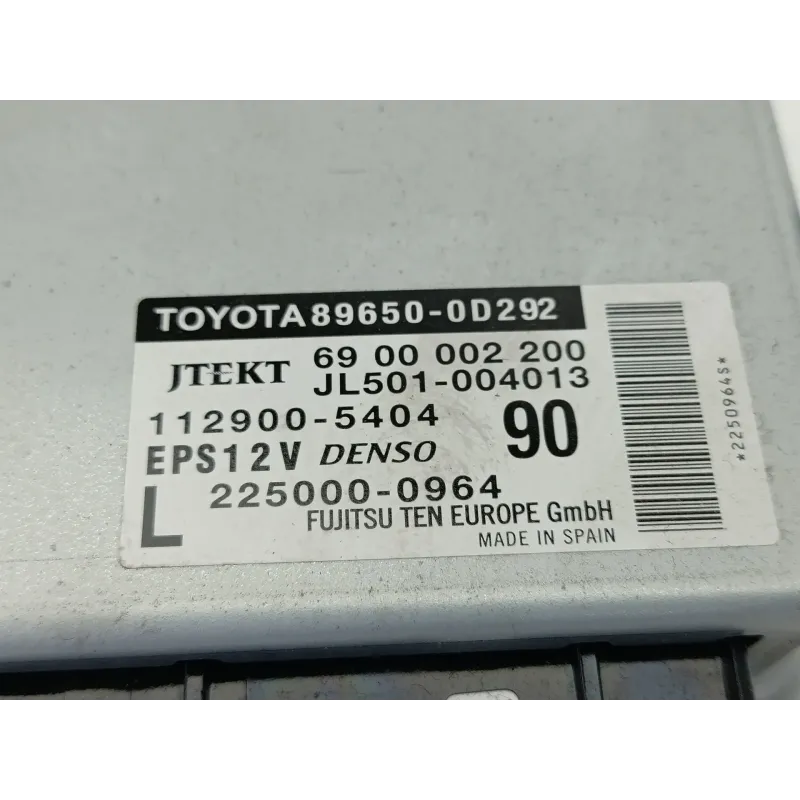 TOYOTA 89650-0D292
JTEKT 69 00 002 200
JL501-004013
112900-5404 90
EPS12V DENSO
L 225000-0964
FUJITSU TEN EUROPE GmbH
MADE IN SPAIN
*2250964S*